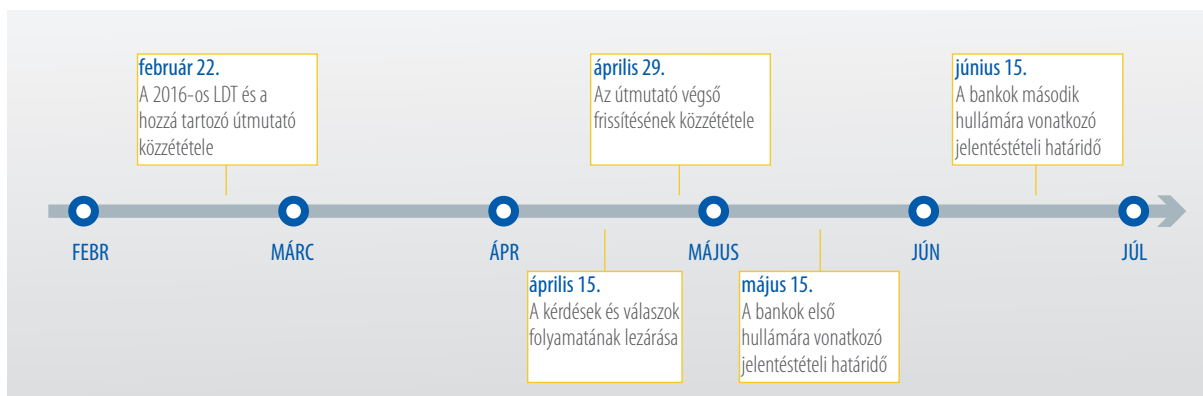 február 22.
A 2016-os LDT és a
hozzá tartozó útmutató
közzététele
április 29.
Az útmutató végső
frissítésének közzététele
június 15.
A bankok második
hullámára vonatkozó
jelentéstételi határidő
FEBR
MÁRC
ÁPR
MÁJUS
JÚN
JÚL
április 15.
A kérdések és válaszok
folyamatának lezárása
május 15.
A bankok első
hullámára vonatkozó
jelentéstételi határidő